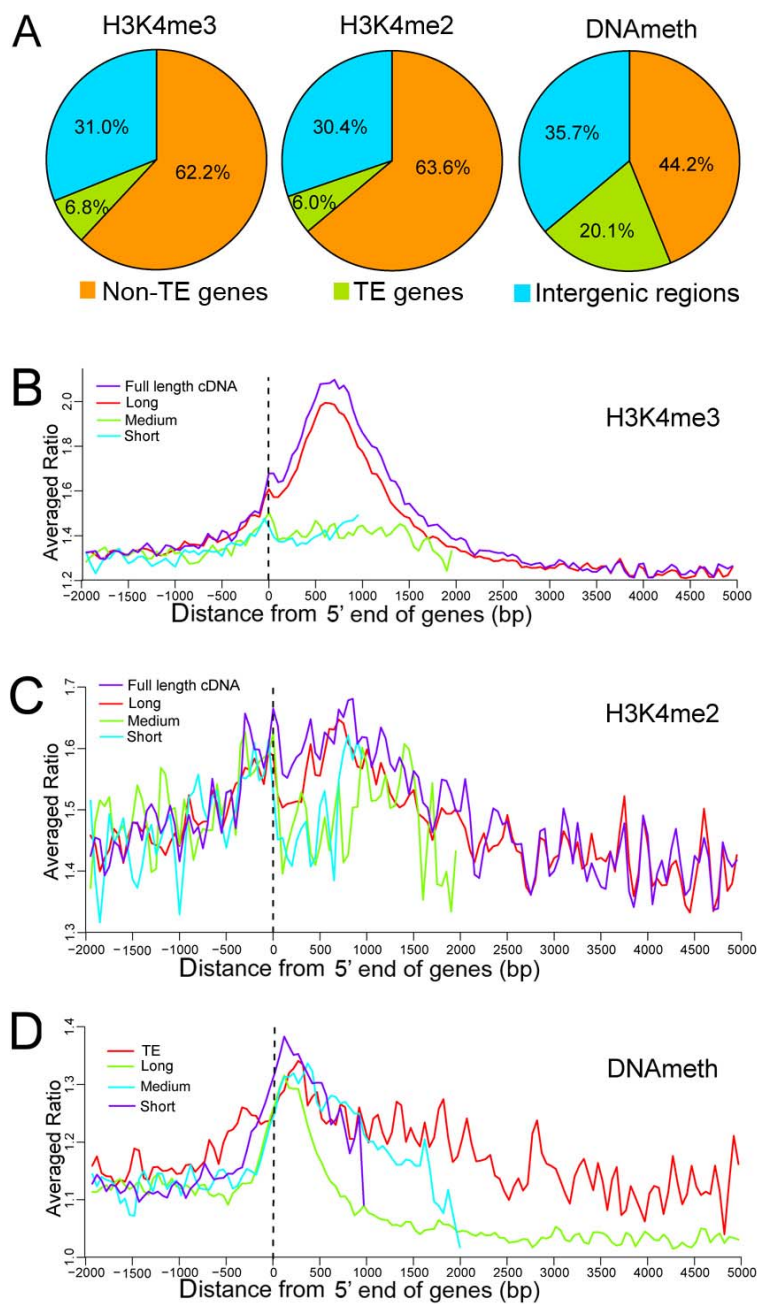 A
H3K4me3
H3K4me2
DNAmeth
31.0%
62.2%
6.8%
30.4%
63.6%
6.0%
35.7%
44.2%
20.1%
Non-TE genes
TE genes
Intergenic regions
B
H3K4me3
Full length cDNA
Long
Medium
Short
Averaged Ratio
2.0
1.8
1.6
1.4
1.2
−2000 −1500 −1000 −500 0 500 1000 1500 2000 2500 3000 3500 4000 4500 5000
Distance from 5' end of genes (bp)
C
H3K4me2
Full length cDNA
Long
Medium
Short
Averaged Ratio
1.7
1.6
1.5
1.4
1.3
−2000 −1500 −1000 −500 0 500 1000 1500 2000 2500 3000 3500 4000 4500 5000
Distance from 5' end of genes (bp)
D
DNAmeth
TE
Long
Medium
Short
Averaged Ratio
1.4
1.3
1.2
1.1
1.0
−2000 −1500 −1000 −500 0 500 1000 1500 2000 2500 3000 3500 4000 4500 5000
Distance from 5' end of genes (bp)